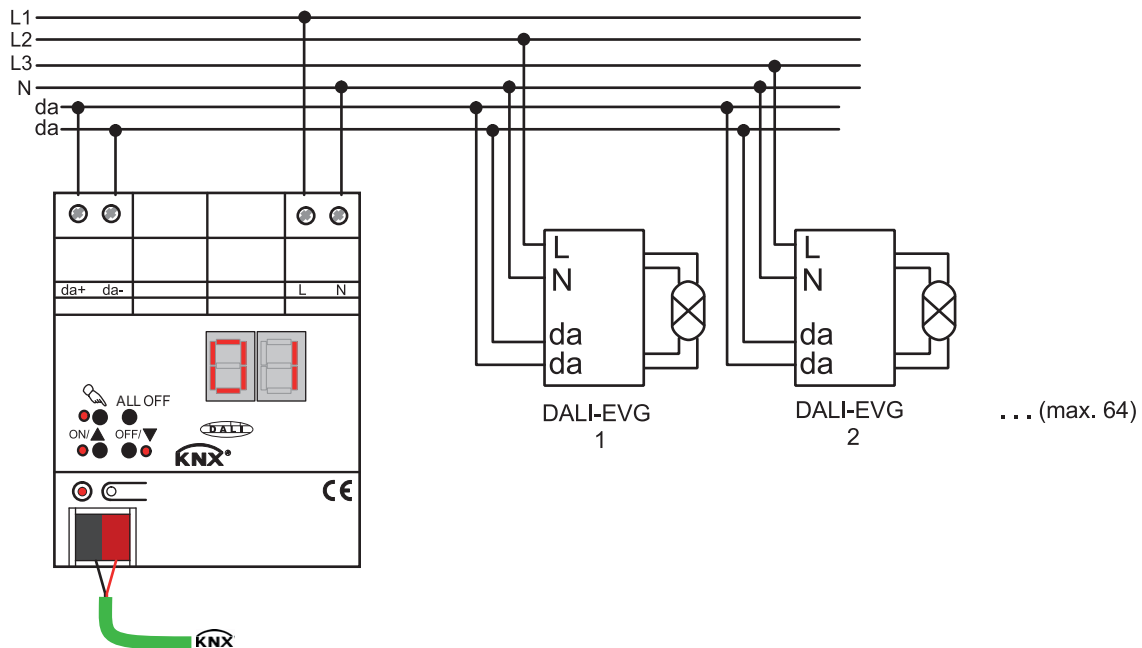 L1
L2
L3
N
da
da
da+ da- L N
01
ALL OFF
ON/▲ OFF/▼
DALI
KNX®
CE
KNX
L
N
da
da
DALI-EVG
1
L
N
da
da
DALI-EVG
2
... (max. 64)